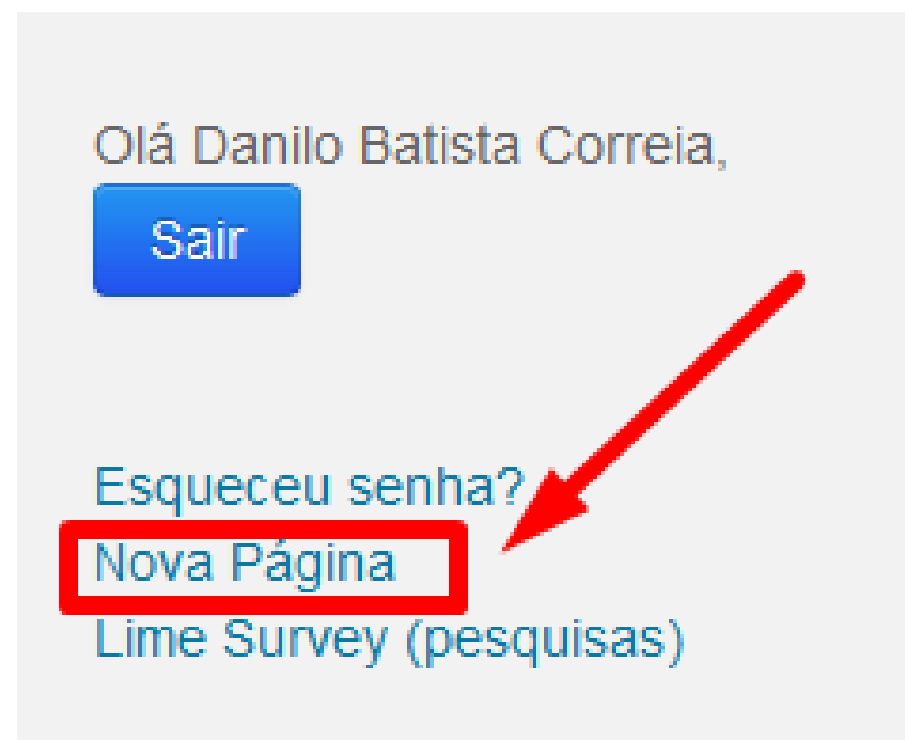 Olá Danilo Batista Correia,
Sair
Esqueceu senha?
Nova Página
Lime Survey (pesquisas)